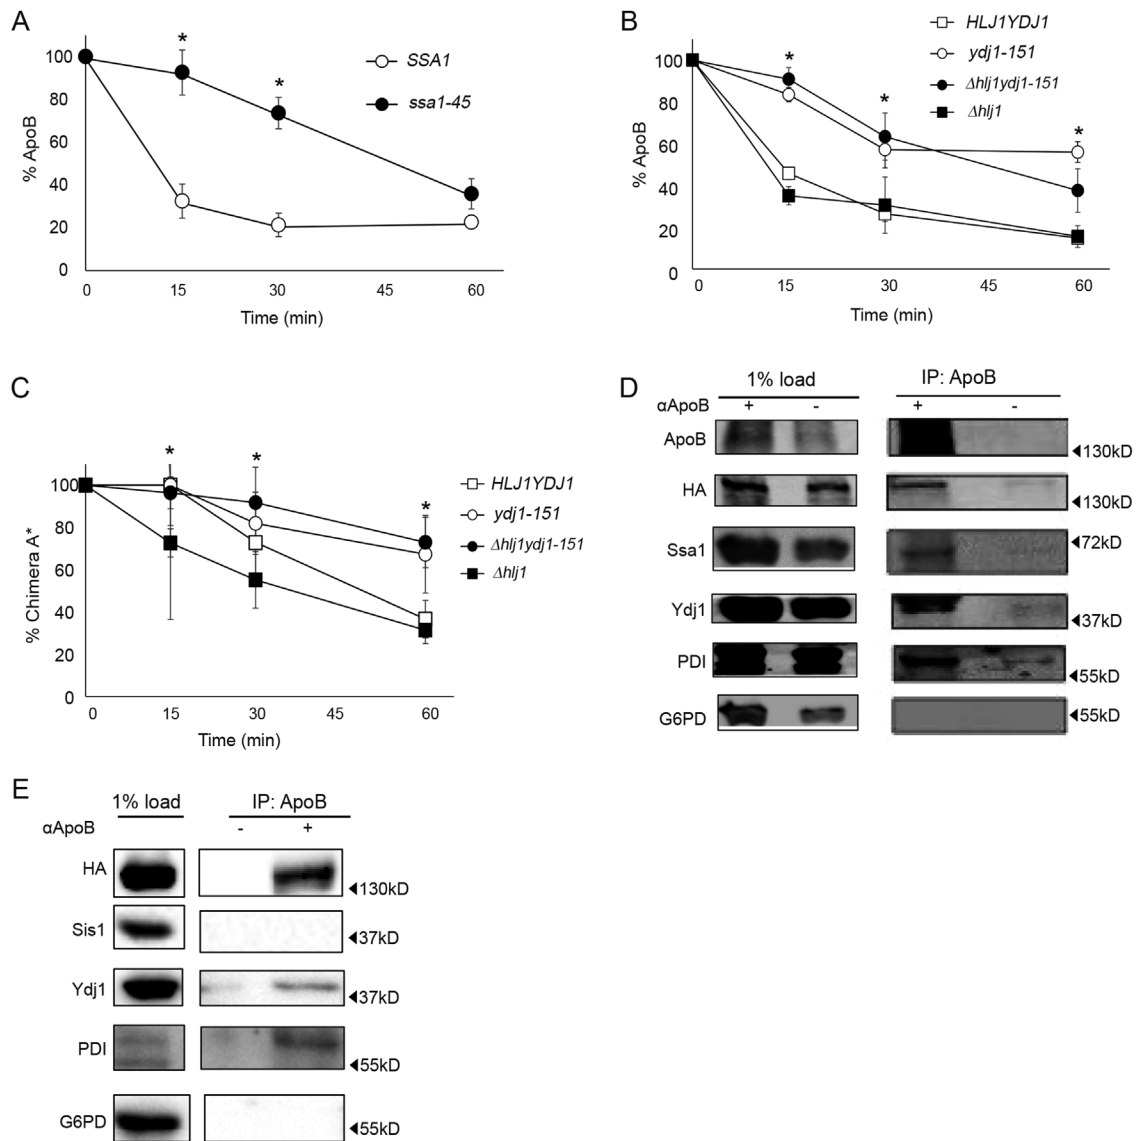 A
% ApoB
100
80
60
40
20
0
0 15 30 45 60
Time (min)
* *
SSA1
ssa1-45
B
% ApoB
100
80
60
40
20
0
0 15 30 45 60
Time (min)
* * *
HLJ1YDJ1
ydj1-151
Δhlj1ydj1-151
Δhlj1
C
% Chimera A*
100
80
60
40
20
0
0 15 30 45 60
Time (min)
* * *
HLJ1YDJ1
ydj1-151
Δhlj1ydj1-151
Δhlj1
D
1% load IP: ApoB
αApoB + - + -
ApoB ◄130kD
HA ◄130kD
Ssa1 ◄72kD
Ydj1 ◄37kD
PDI ◄55kD
G6PD ◄55kD
E
1% load IP: ApoB
αApoB - +
HA ◄130kD
Sis1 ◄37kD
Ydj1 ◄37kD
PDI ◄55kD
G6PD ◄55kD